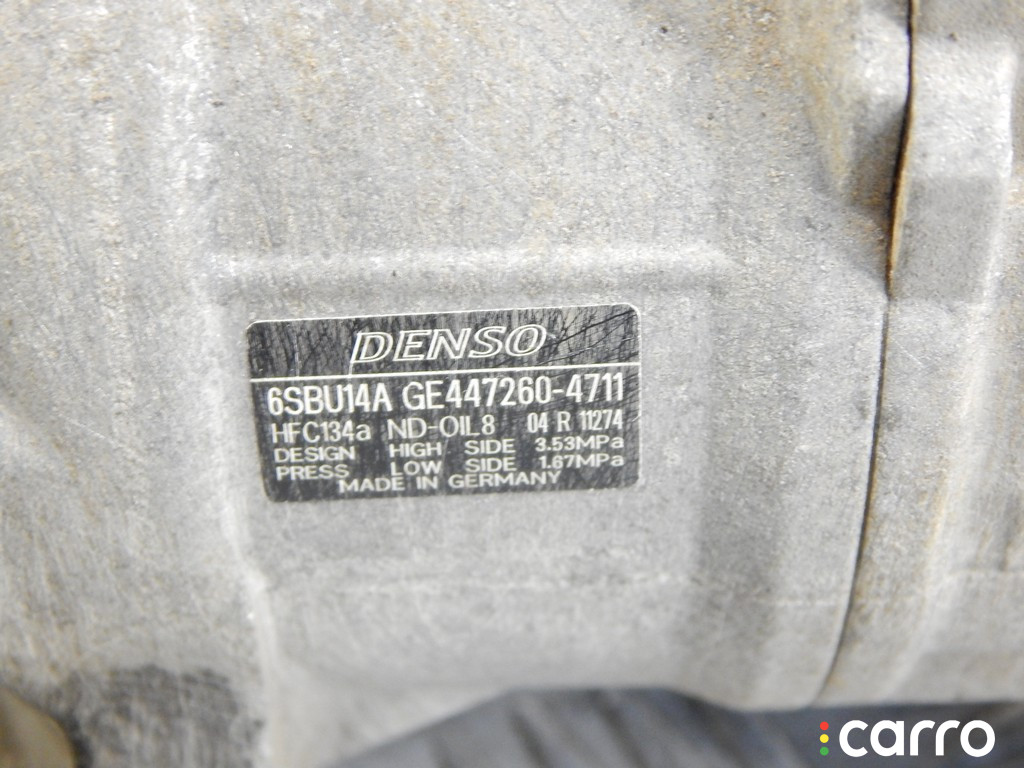 DENSO
6SBU14A GE447260-4711
HFC134a ND-OIL8 04 R 11274
DESIGN HIGH SIDE 3.53MPa
PRESS LOW SIDE 1.67MPa
MADE IN GERMANY
carro